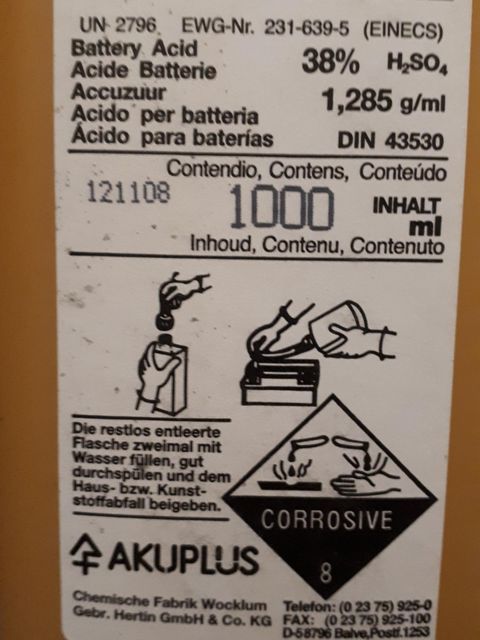 UN 2796 EWG-Nr. 231-639-5 (EINECS)
Battery Acid 38% H₂SO₄
Acide Batterie
Accuzuur 1,285 g/ml
Acido per batteria
Ácido para baterías DIN 43530
Contendio, Contens, Conteúdo
121108 1000 INHALT
ml
Inhoud, Contenu, Contenuto
Die restlos entleerte
Flasche zweimal mit
Wasser füllen, gut
durchspülen und dem
Haus- bzw. Kunst-
stoffabfall beigeben.
CORROSIVE
8
AKUPLUS
Chemische Fabrik Wocklum
Gebr. Hertin GmbH & Co. KG
Telefon: (0 23 75) 925-0
FAX: (0 23 75) 925-100
D-58796 Balve, Postf. 1253